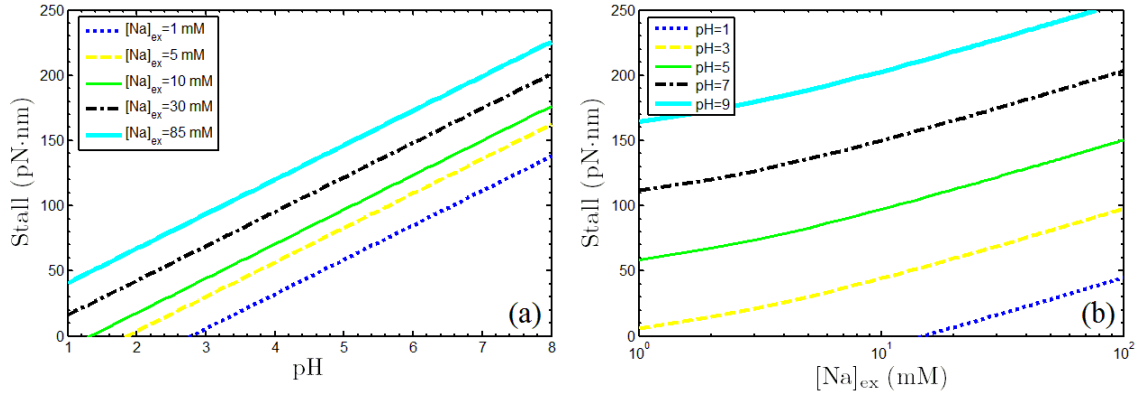 [Na]ex=1 mM
[Na]ex=5 mM
[Na]ex=10 mM
[Na]ex=30 mM
[Na]ex=85 mM
250
200
150
100
50
0
Stall (pN·nm)
1 2 3 4 5 6 7 8
pH
(a)
pH=1
pH=3
pH=5
pH=7
pH=9
250
200
150
100
50
0
Stall (pN·nm)
10^0 10^1 10^2
[Na]ex (mM)
(b)